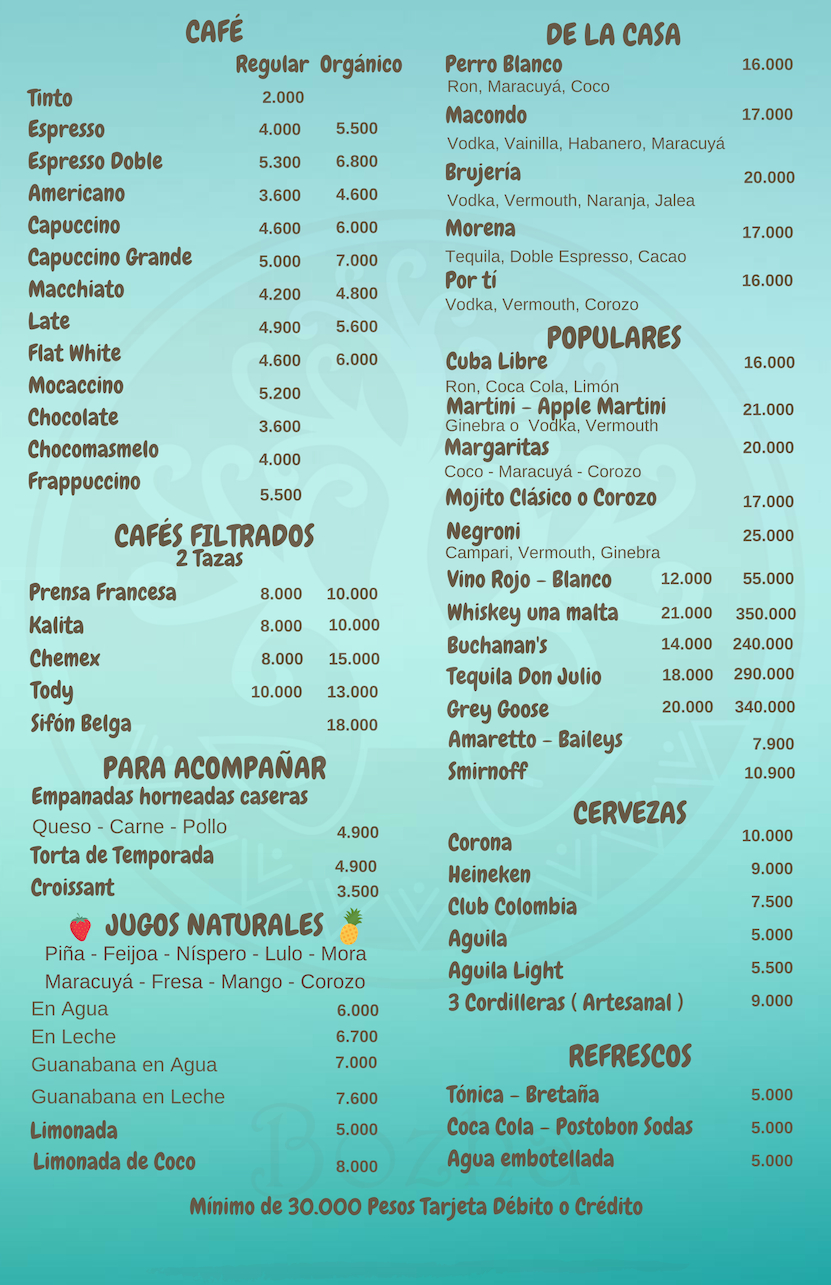 CAFÉ
Regular Orgánico
Tinto 2.000
Espresso 4.000 5.500
Espresso Doble 5.300 6.800
Americano 3.600 4.600
Capuccino 4.600 6.000
Capuccino Grande 5.000 7.000
Macchiato 4.200 4.800
Late 4.900 5.600
Flat White 4.600 6.000
Mocaccino 5.200
Chocolate 3.600
Chocomasmelo 4.000
Frappuccino 5.500
CAFÉS FILTRADOS
2 Tazas
Prensa Francesa 8.000 10.000
Kalita 8.000 10.000
Chemex 8.000 15.000
Tody 10.000 13.000
Sifón Belga 18.000
PARA ACOMPAÑAR
Empanadas horneadas caseras
Queso - Carne - Pollo 4.900
Torta de Temporada 4.900
Croissant 3.500
JUGOS NATURALES
Piña - Feijoa - Níspero - Lulo - Mora
Maracuyá - Fresa - Mango - Corozo
En Agua 6.000
En Leche 6.700
Guanabana en Agua 7.000
Guanabana en Leche 7.600
Limonada 5.000
Limonada de Coco 8.000
DE LA CASA
Perro Blanco 16.000
Ron, Maracuyá, Coco
Macondo 17.000
Vodka, Vainilla, Habanero, Maracuyá
Brujería 20.000
Vodka, Vermouth, Naranja, Jalea
Morena 17.000
Tequila, Doble Espresso, Cacao
Por tí 16.000
Vodka, Vermouth, Corozo
POPULARES
Cuba Libre 16.000
Ron, Coca Cola, Limón
Martini - Apple Martini 21.000
Ginebra o Vodka, Vermouth
Margaritas 20.000
Coco - Maracuyá - Corozo
Mojito Clásico o Corozo 17.000
Negroni 25.000
Campari, Vermouth, Ginebra
Vino Rojo - Blanco 12.000 55.000
Whiskey una malta 21.000 350.000
Buchanan's 14.000 240.000
Tequila Don Julio 18.000 290.000
Grey Goose 20.000 340.000
Amaretto - Baileys 7.900
Smirnoff 10.900
CERVEZAS
Corona 10.000
Heineken 9.000
Club Colombia 7.500
Aguila 5.000
Aguila Light 5.500
3 Cordilleras ( Artesanal ) 9.000
REFRESCOS
Tónica - Bretaña 5.000
Coca Cola - Postobon Sodas 5.000
Agua embotellada 5.000
Mínimo de 30.000 Pesos Tarjeta Débito o Crédito